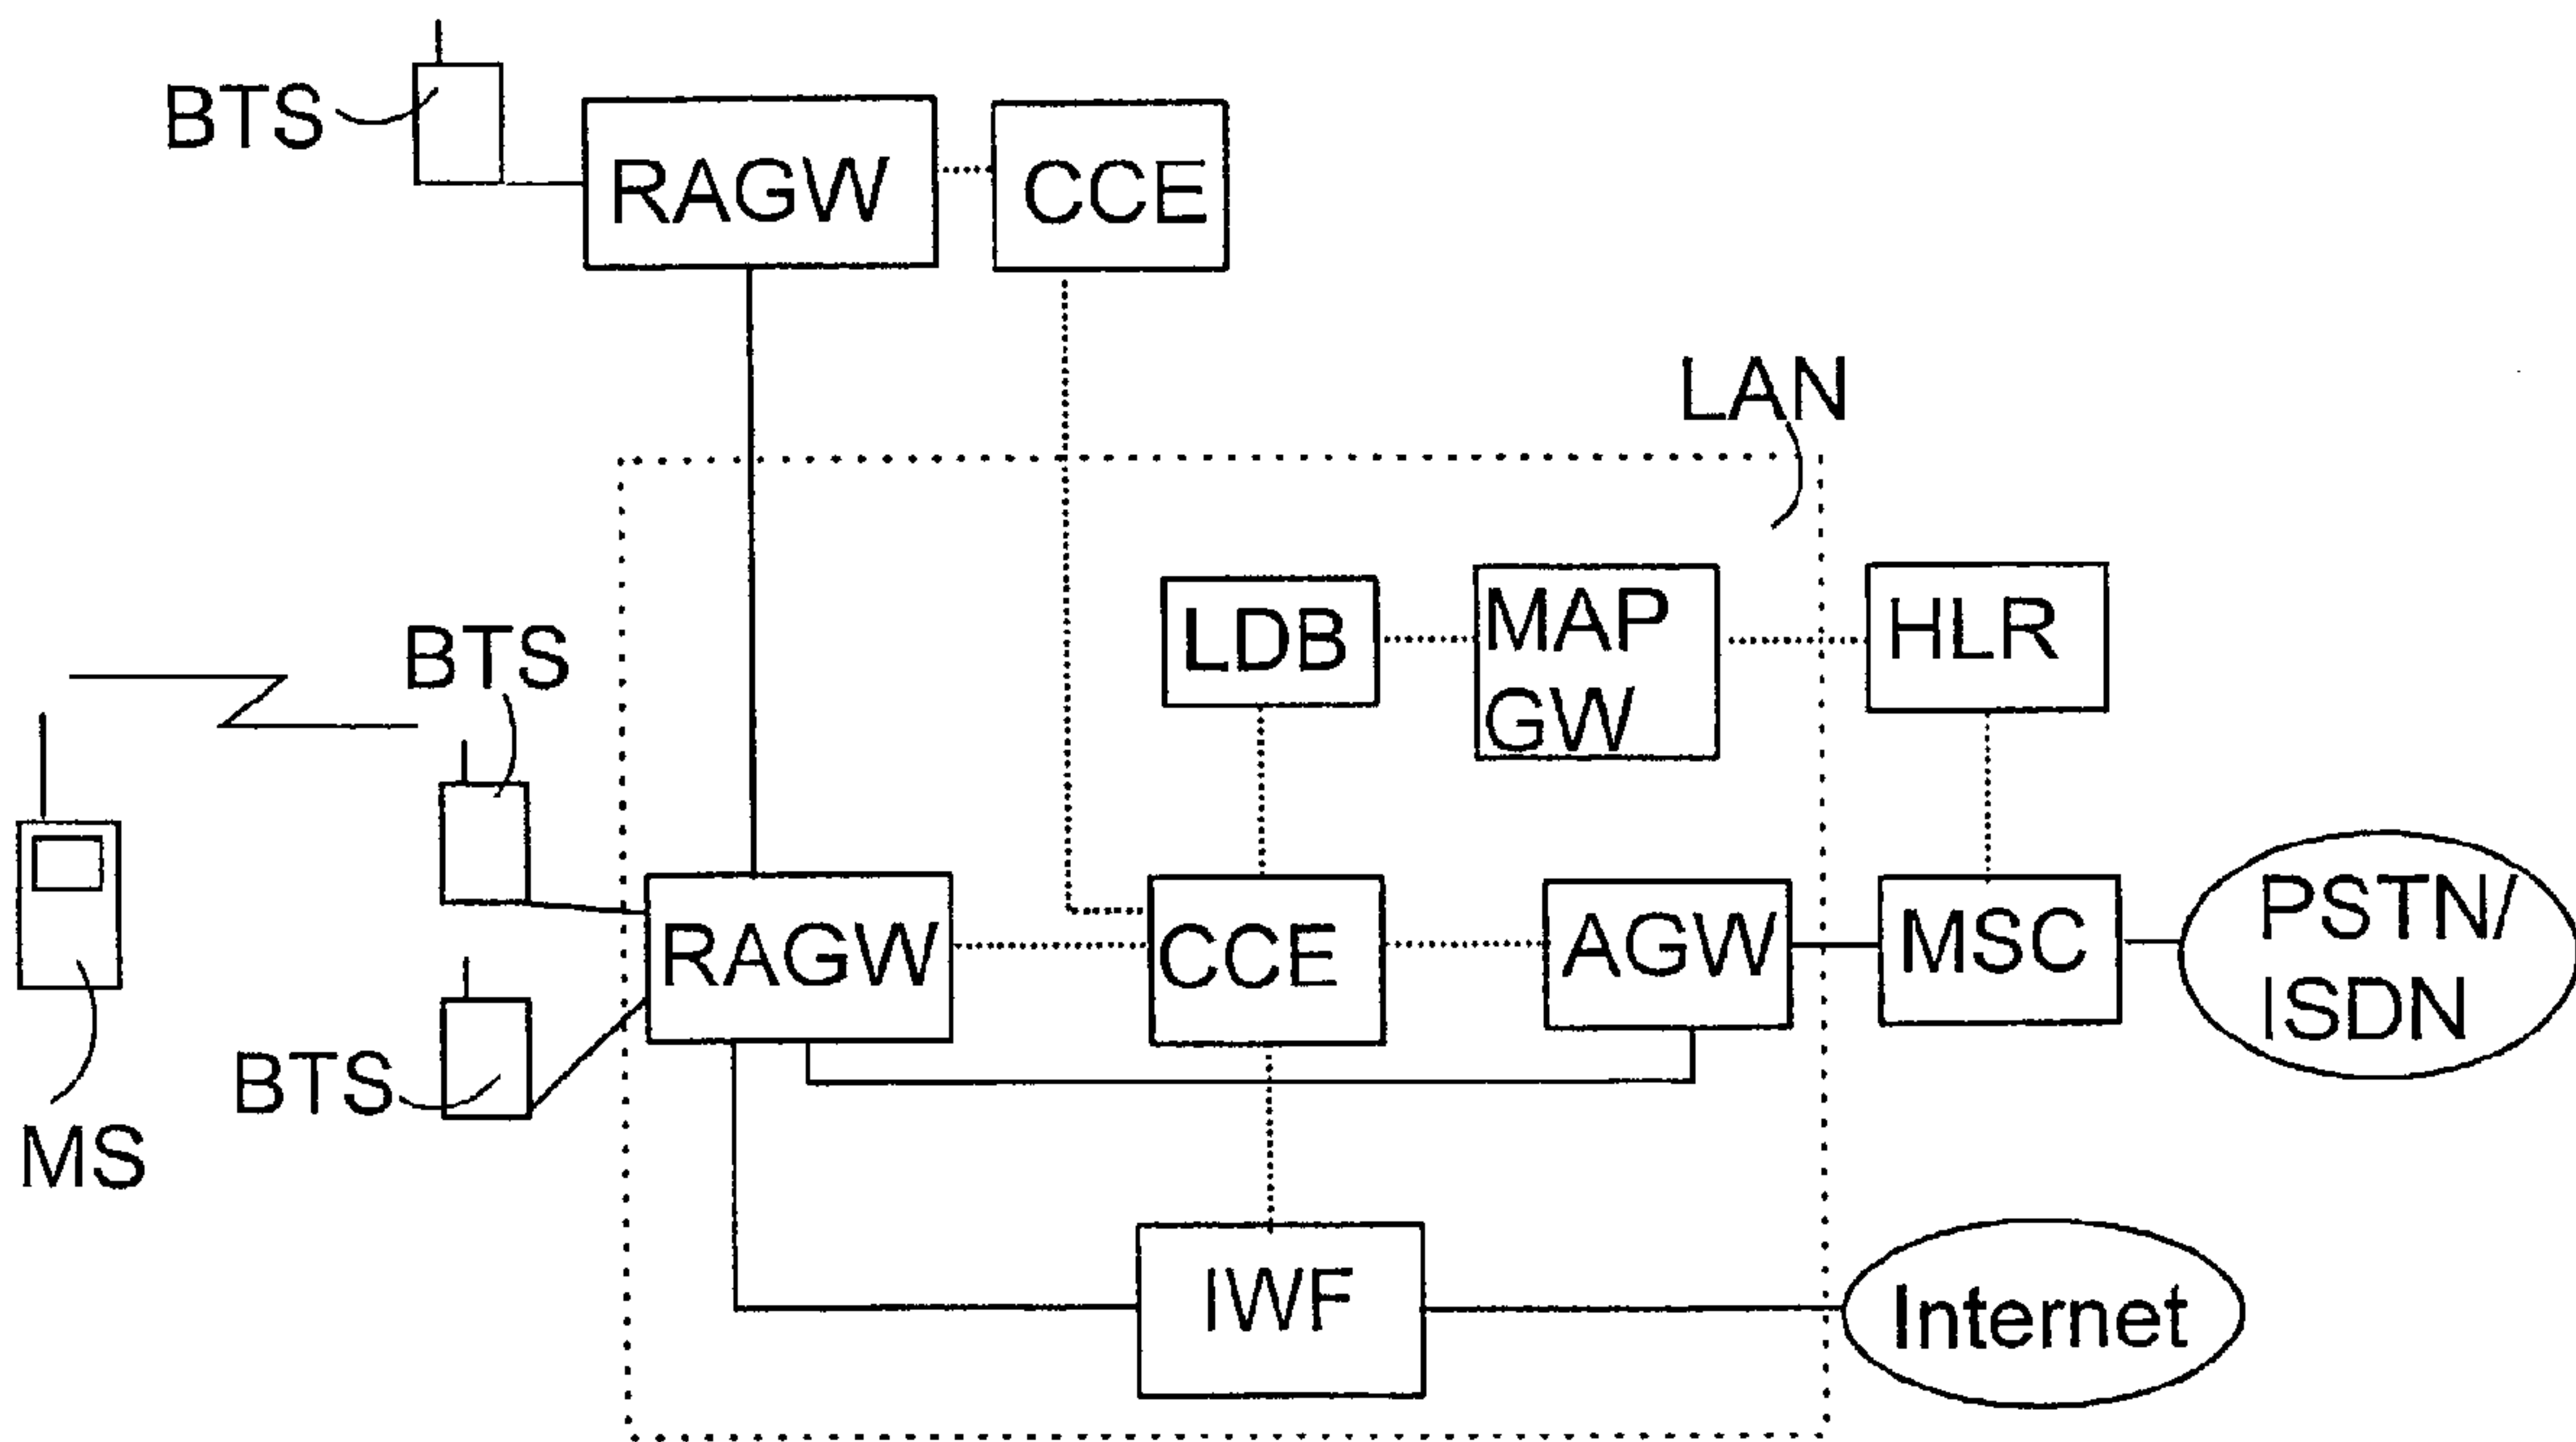 BTS
RAGW
CCE
LAN
BTS
LDB
MAP
GW
HLR
RAGW
CCE
AGW
MSC
PSTN/
ISDN
BTS
MS
IWF
Internet